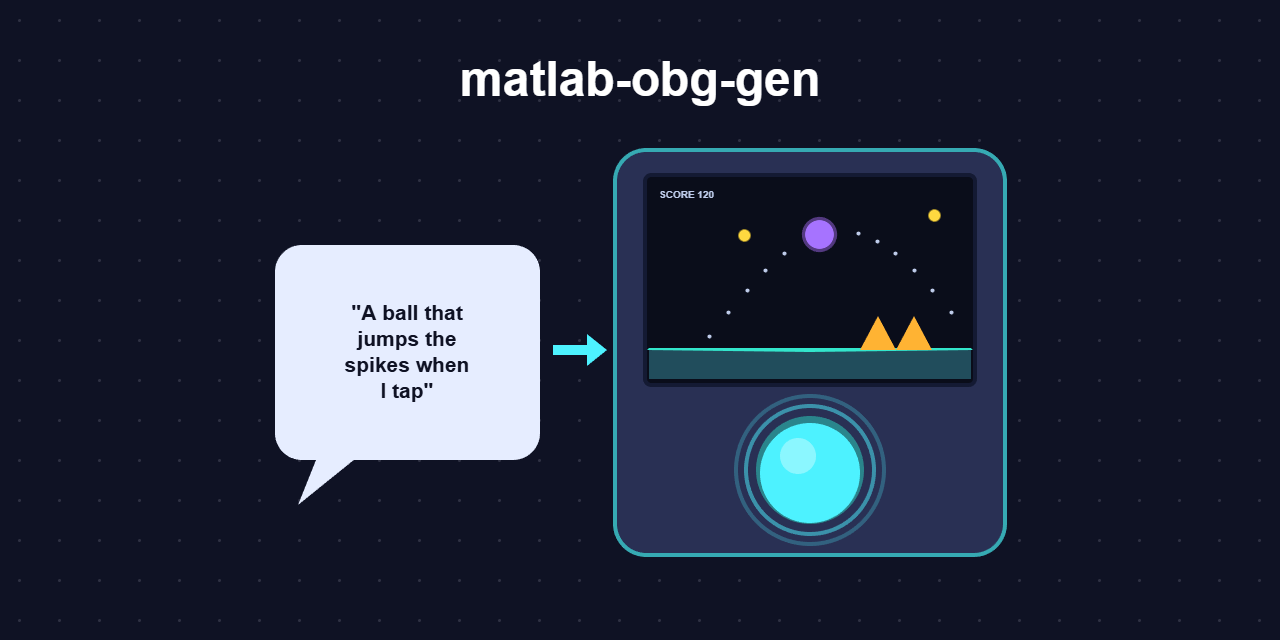 matlab-obg-gen
SCORE 120
"A ball that
jumps the
spikes when
I tap"